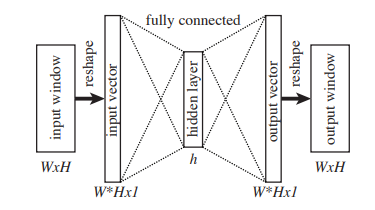 fully connected
input window
reshape
input vector
hidden layer
output vector
reshape
output window
WxH
h
WxH
W*Hx1
W*Hx1